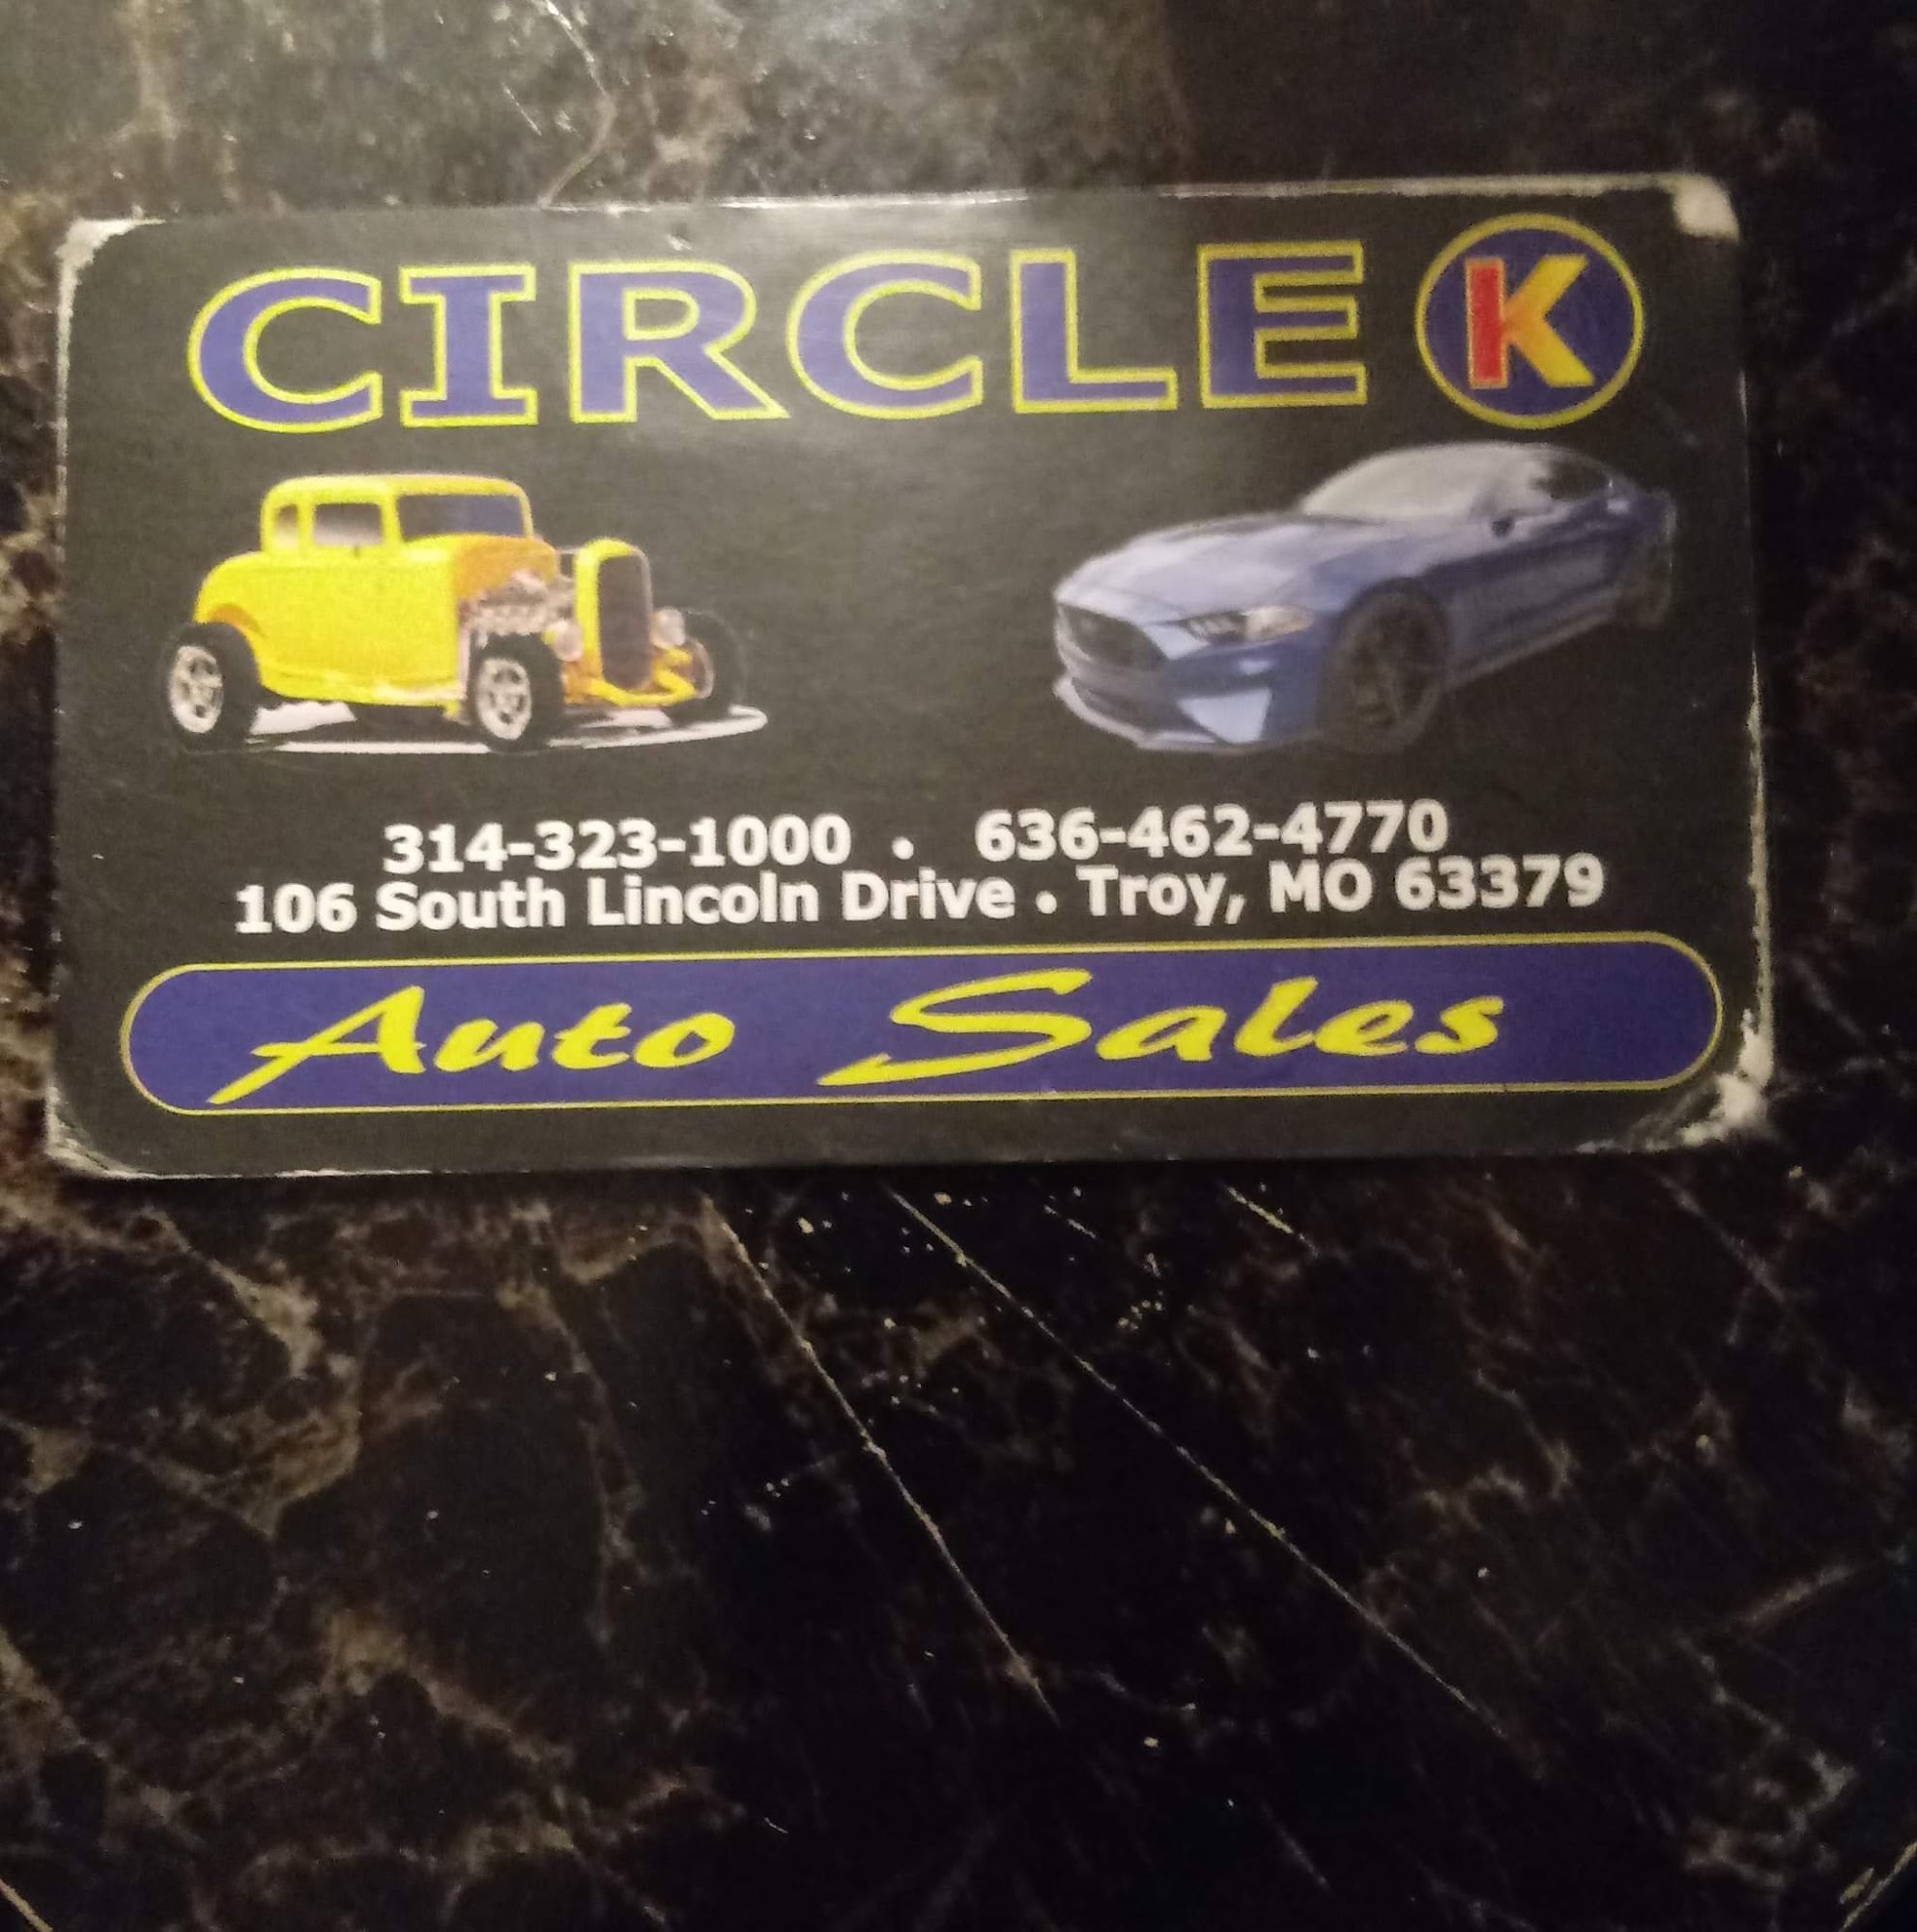 CIRCLE K
314-323-1000 • 636-462-4770
106 South Lincoln Drive • Troy, MO 63379
Auto Sales